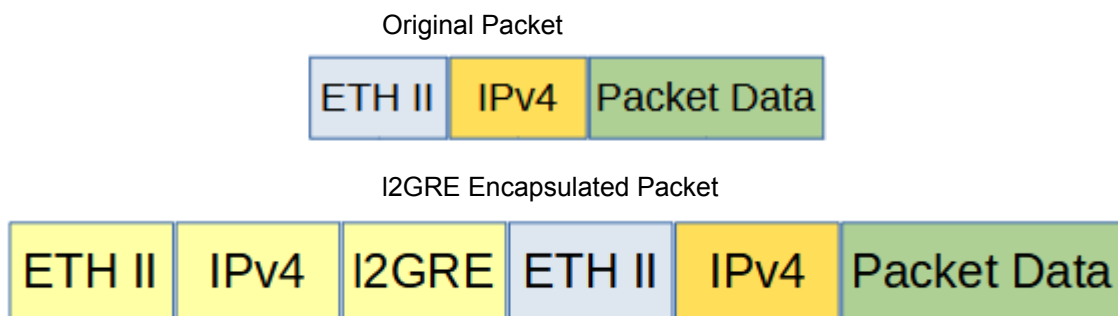 Original Packet
ETH II IPv4 Packet Data
l2GRE Encapsulated Packet
ETH II IPv4 l2GRE ETH II IPv4 Packet Data